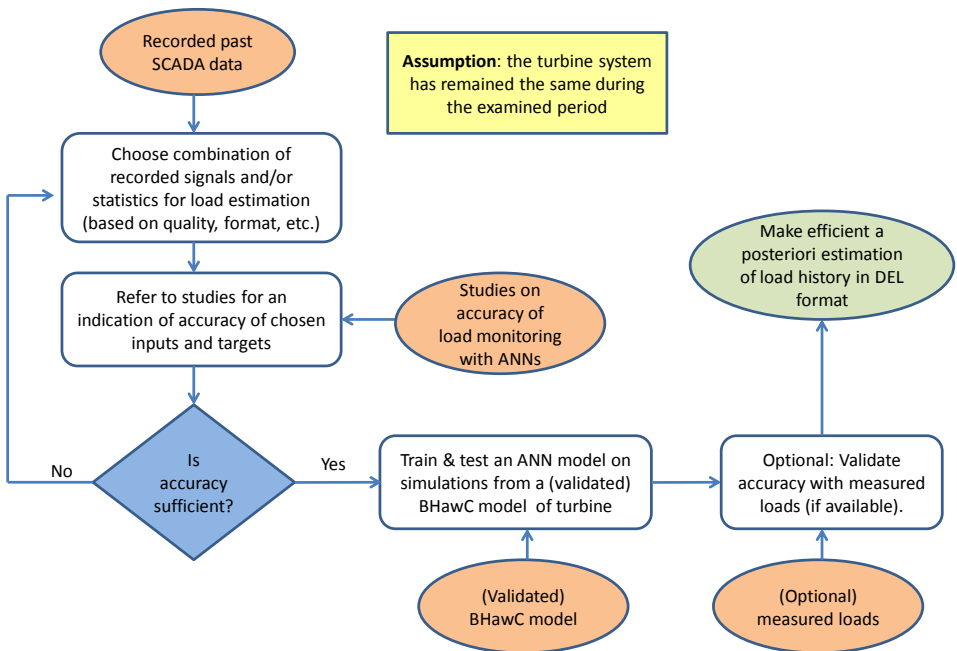 Recorded past
SCADA data
Assumption: the turbine system
has remained the same during
the examined period
Choose combination of
recorded signals and/or
statistics for load estimation
(based on quality, format, etc.)
Make efficient a
posteriori estimation
of load history in DEL
format
Refer to studies for an
indication of accuracy of chosen
inputs and targets
Studies on
accuracy of
load monitoring
with ANNs
No
Is
accuracy
sufficient?
Yes
Train & test an ANN model on
simulations from a (validated)
BHawC model of turbine
Optional: Validate
accuracy with measured
loads (if available).
(Validated)
BHawC model
(Optional)
measured loads